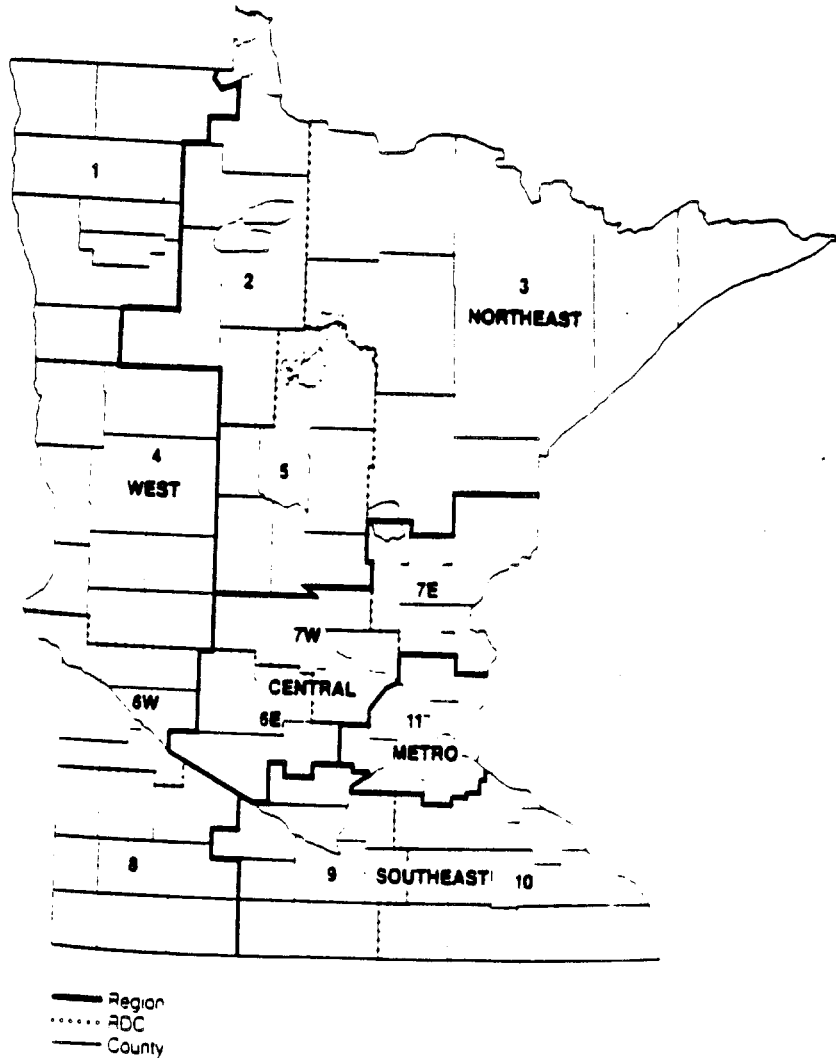 1
2
3
NORTHEAST
4
WEST
5
7E
7W
CENTRAL
6W
6E
11
METRO
8
9
SOUTHEAST
10
Region
RDC
County